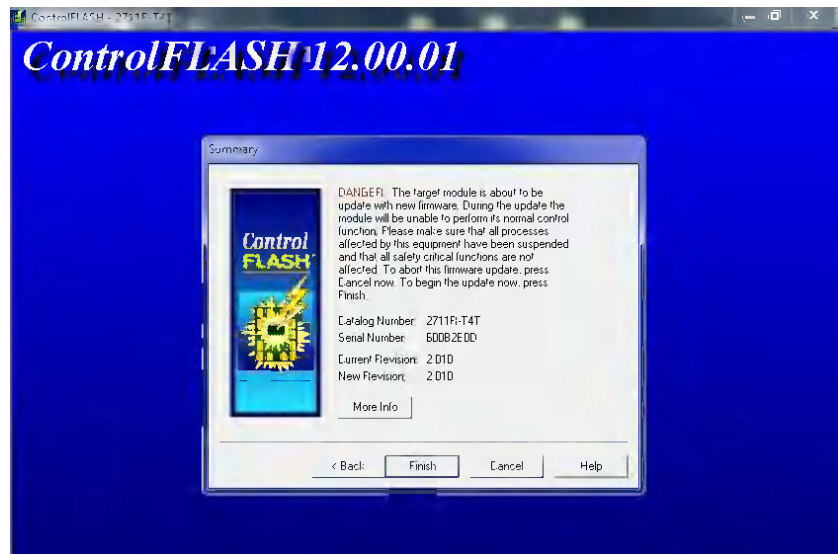 ControlFLASH - 2711R-T4T
ControlFLASH 12.00.01
Summary
Control
FLASH
DANGER. The target module is about to be
update with new firmware. During the update the
module will be unable to perform its normal control
function. Please make sure that all processes
affected by this equipment have been suspended
and that all safety critical functions are not
affected. To abort this firmware update, press
Cancel now. To begin the update now, press
Finish.
Catalog Number: 2711R-T4T
Serial Number:
Current Revision: 2.010
New Revision: 2.010
More Info
< Back
Finish
Cancel
Help